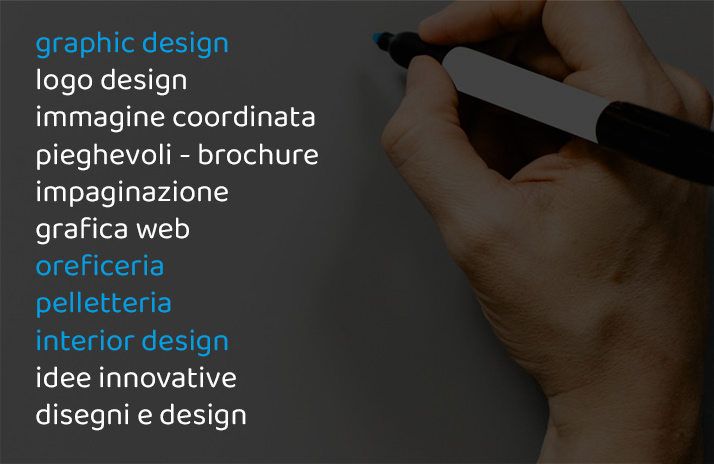 graphic design
logo design
immagine coordinata
pieghevoli - brochure
impaginazione
grafica web
oreficeria
pelletteria
interior design
idee innovative
disegni e design